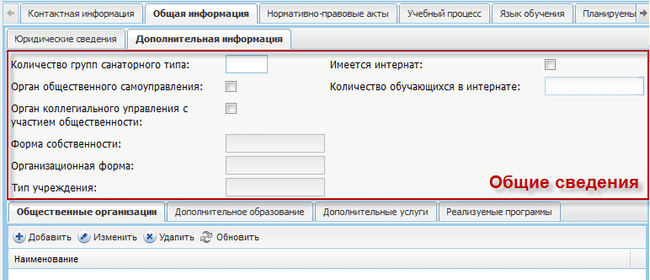 Контактная информация Общая информация Нормативно-правовые акты Учебный процесс Язык обучения Планируемы
Юридические сведения Дополнительная информация
Количество групп санаторного типа: Имеется интернат:
Орган общественного самоуправления: Количество обучающихся в интернате:
Орган коллегиального управления с
участием общественности:
Форма собственности:
Организационная форма:
Тип учреждения:
Общие сведения
Общественные организации Дополнительное образование Дополнительные услуги Реализуемые программы
Добавить Изменить Удалить Обновить
Наименование